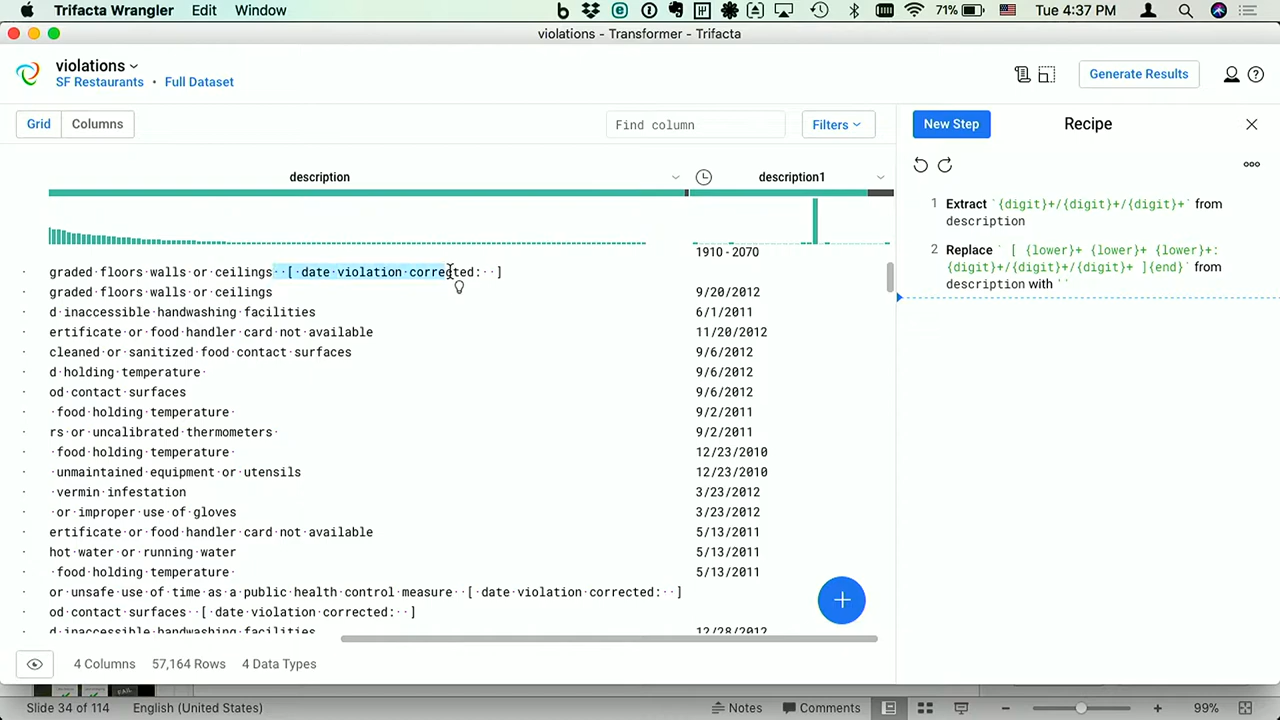 Trifacta Wrangler Edit Window 71% Tue 4:37 PM
violations - Transformer - Trifacta
violations
SF Restaurants • Full Dataset
Generate Results
Grid Columns
Find column
Filters
New Step
Recipe
description
description1
1910 - 2070
1 Extract `{digit}+/{digit}+/{digit}+` from
description
2 Replace ` [ {lower}+ {lower}+ {lower}+:
{digit}+/{digit}+/{digit}+ ]{end}` from
description with ``
graded·floors·walls·or·ceilings··[·date·violation·corrected:··]
graded·floors·walls·or·ceilings 9/20/2012
d·inaccessible·handwashing·facilities 6/1/2011
ertificate·or·food·handler·card·not·available 11/20/2012
cleaned·or·sanitized·food·contact·surfaces 9/6/2012
d·holding·temperature· 9/6/2012
od·contact·surfaces 9/6/2012
·food·holding·temperature· 9/2/2011
rs·or·uncalibrated·thermometers· 9/2/2011
·food·holding·temperature· 12/23/2010
·unmaintained·equipment·or·utensils 12/23/2010
·vermin·infestation 3/23/2012
·or·improper·use·of·gloves 3/23/2012
ertificate·or·food·handler·card·not·available 5/13/2011
hot·water·or·running·water 5/13/2011
·food·holding·temperature· 5/13/2011
or·unsafe·use·of·time·as·a·public·health·control·measure··[·date·violation·corrected:··]
od·contact·surfaces··[·date·violation·corrected:··]
d·inaccessible·handwashing·facilities 12/28/2012
4 Columns 57,164 Rows 4 Data Types
Slide 34 of 114 English (United States) Notes Comments 99%